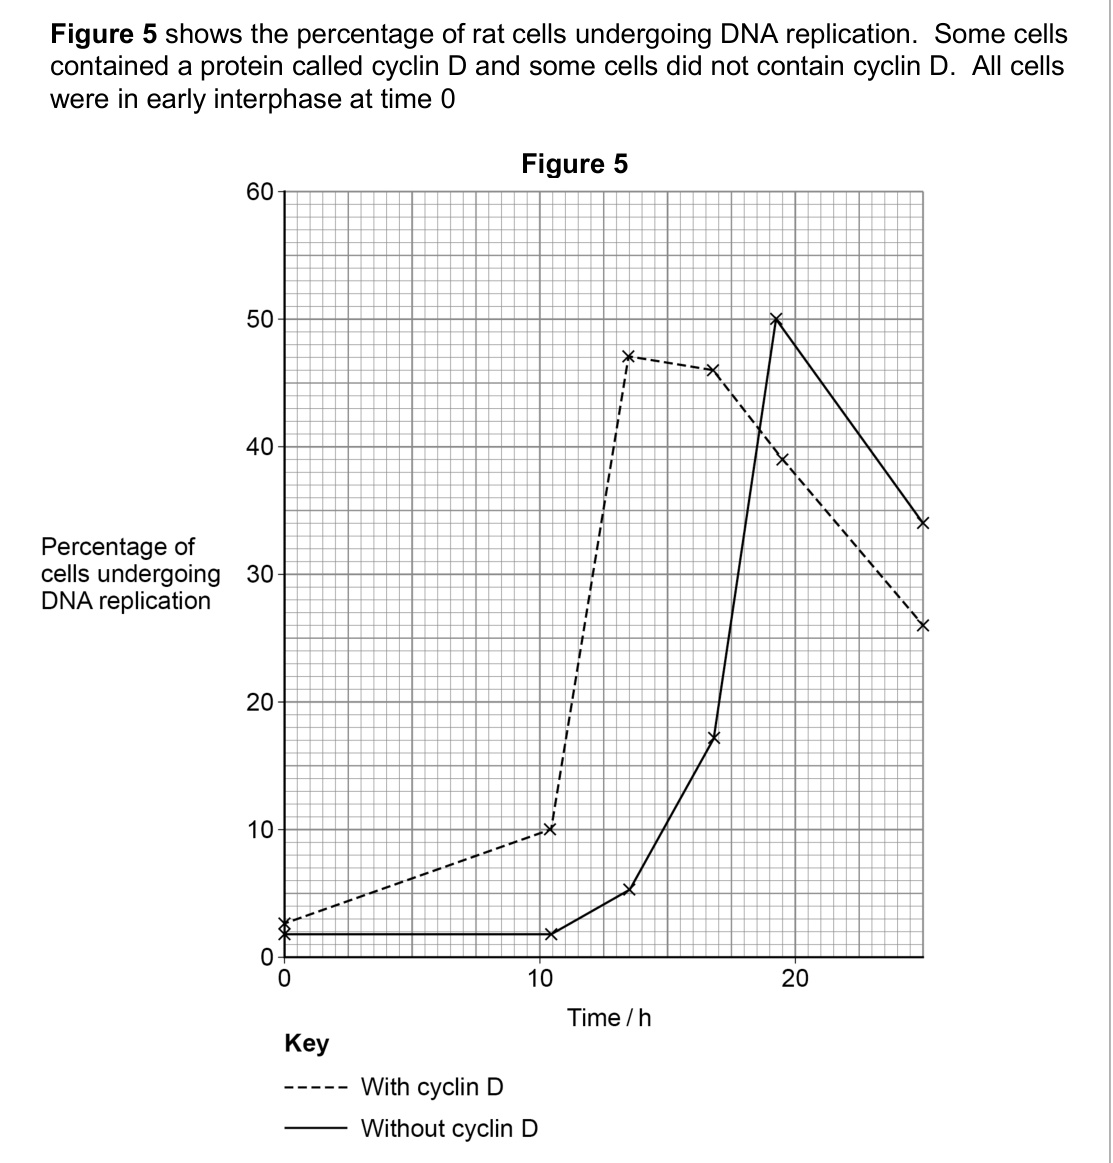 Figure 5 shows the percentage of rat cells undergoing DNA replication. Some cells
contained a protein called cyclin D and some cells did not contain cyclin D. All cells
were in early interphase at time 0
Figure 5
60
50
40
Percentage of
cells undergoing
DNA replication
30
20
10
0
0
10
20
Time / h
Key
With cyclin D
Without cyclin D